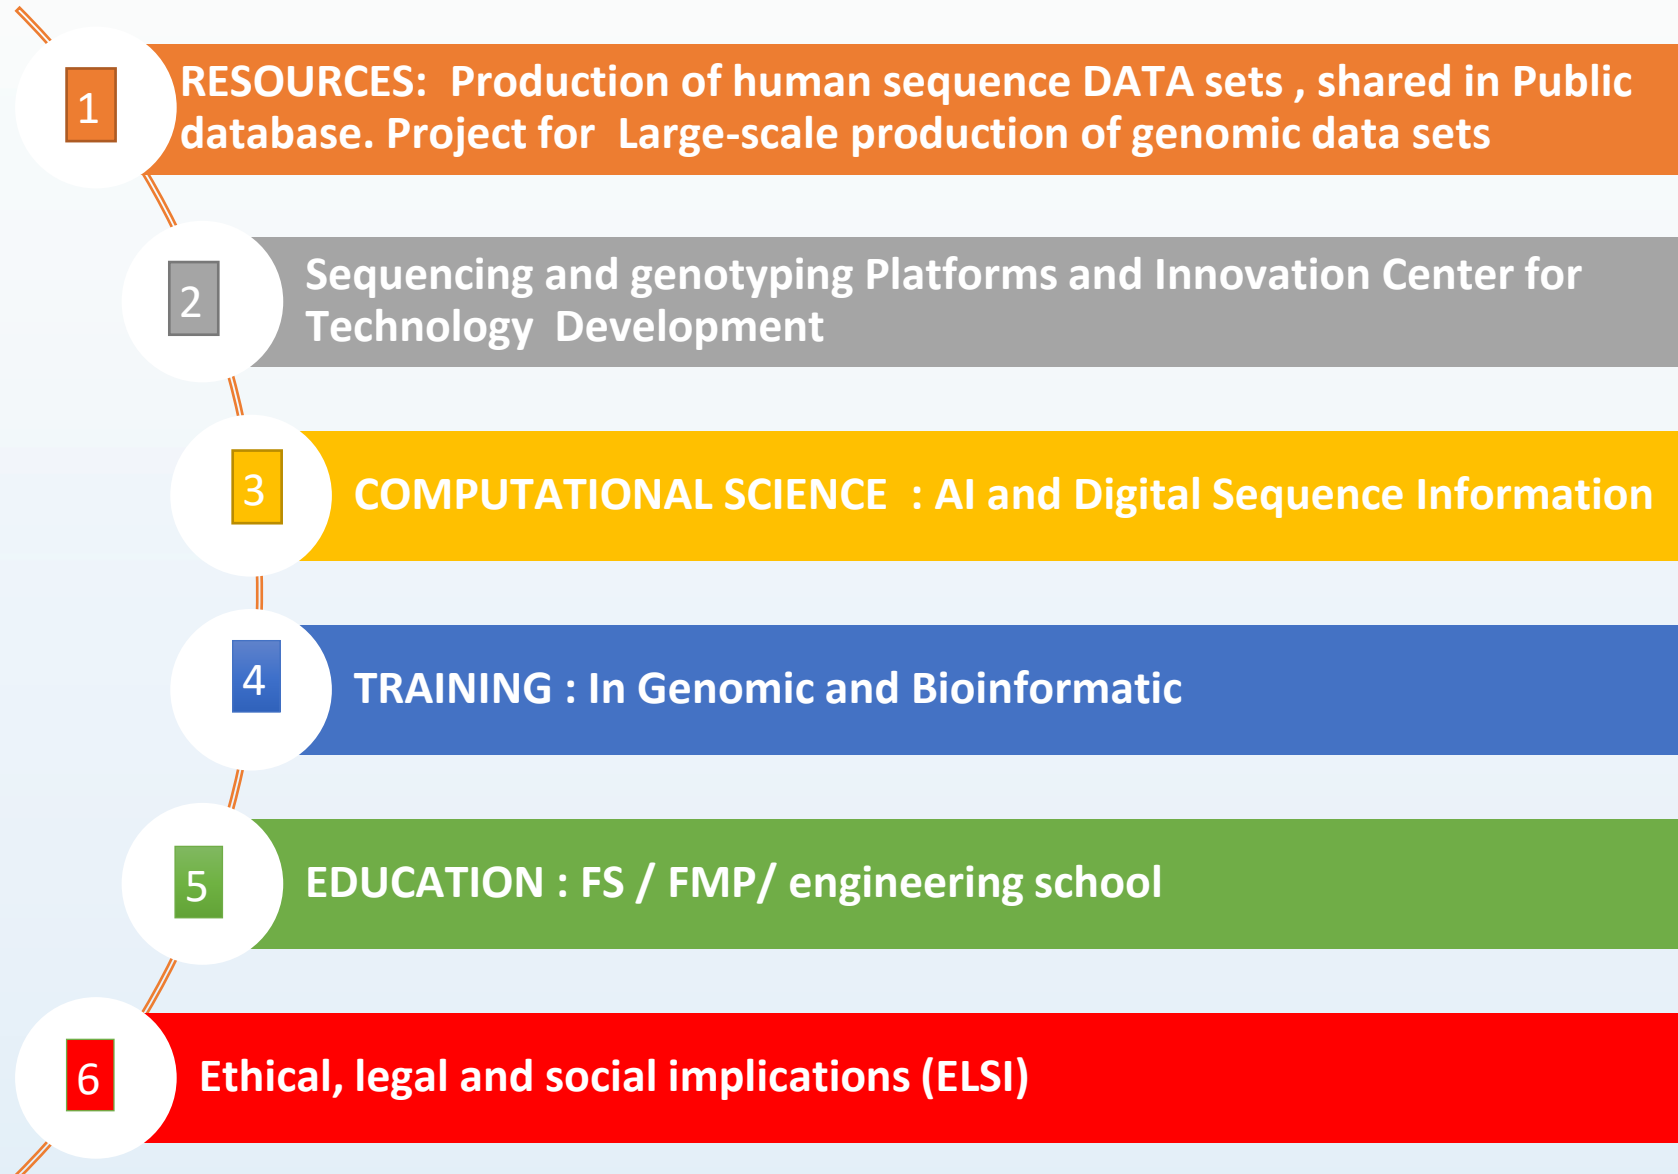 1
RESOURCES: Production of human sequence DATA sets , shared in Public
database. Project for Large-scale production of genomic data sets
2
Sequencing and genotyping Platforms and Innovation Center for
Technology Development
3
COMPUTATIONAL SCIENCE : AI and Digital Sequence Information
4
TRAINING : In Genomic and Bioinformatic
5
EDUCATION : FS / FMP/ engineering school
6
Ethical, legal and social implications (ELSI)